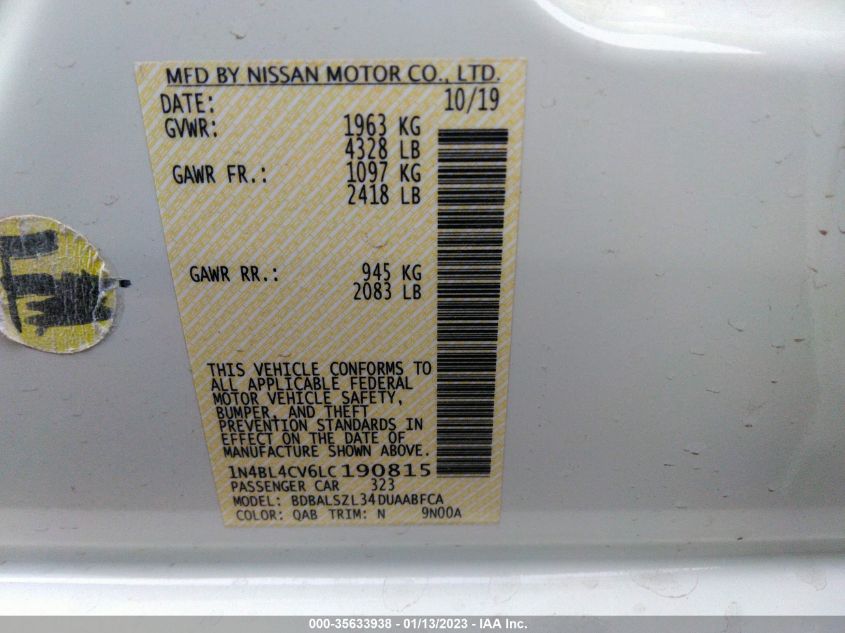 MFD BY NISSAN MOTOR CO., LTD.
DATE: 10/19
GVWR: 1963 KG
4328 LB
GAWR FR.: 1097 KG
2418 LB
GAWR RR.: 945 KG
2083 LB
THIS VEHICLE CONFORMS TO
ALL APPLICABLE FEDERAL
MOTOR VEHICLE SAFETY,
BUMPER, AND THEFT
PREVENTION STANDARDS IN
EFFECT ON THE DATE OF
MANUFACTURE SHOWN ABOVE.
1N4BL4CV6LC190815
PASSENGER CAR 323
MODEL: BDBALSZL34DUAABFCA
COLOR: QAB TRIM: N 9N00A
000-35633938 - 01/13/2023 - IAA Inc.